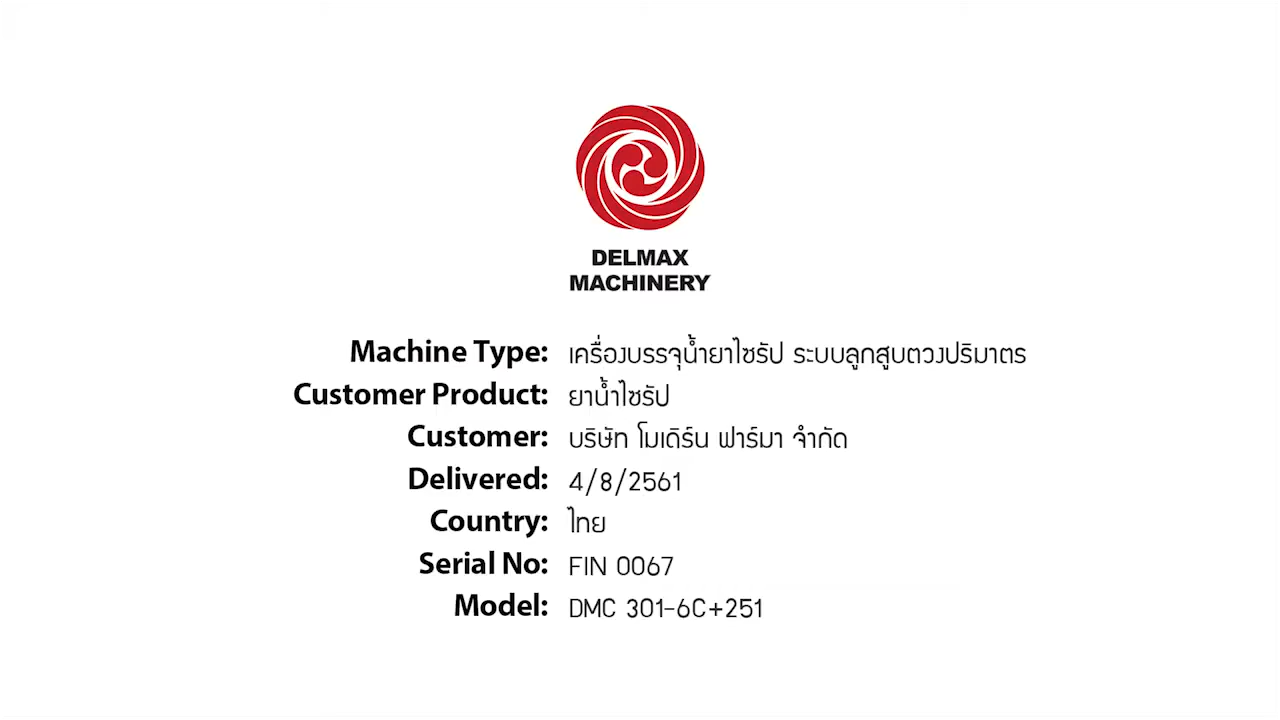 DELMAX
MACHINERY
Machine Type: เครื่องบรรจุน้ำยาไซรัป ระบบลูกสูบตวงปริมาตร
Customer Product: ยาน้ำไซรัป
Customer: บริษัท โมเดิร์น ฟาร์มา จำกัด
Delivered: 4/8/2561
Country: ไทย
Serial No: FIN 0067
Model: DMC 301-6C+251